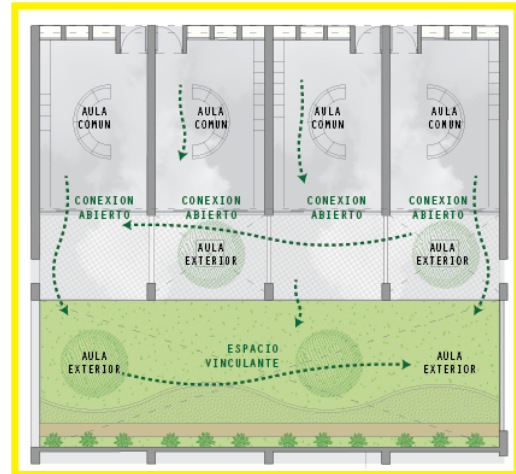 AULA
COMUN
AULA
COMUN
AULA
COMUN
AULA
COMUN
CONEXION
ABIERTO
CONEXION
ABIERTO
CONEXION
ABIERTO
CONEXION
ABIERTO
AULA
EXTERIOR
AULA
EXTERIOR
AULA
EXTERIOR
ESPACIO
VINCULANTE
AULA
EXTERIOR